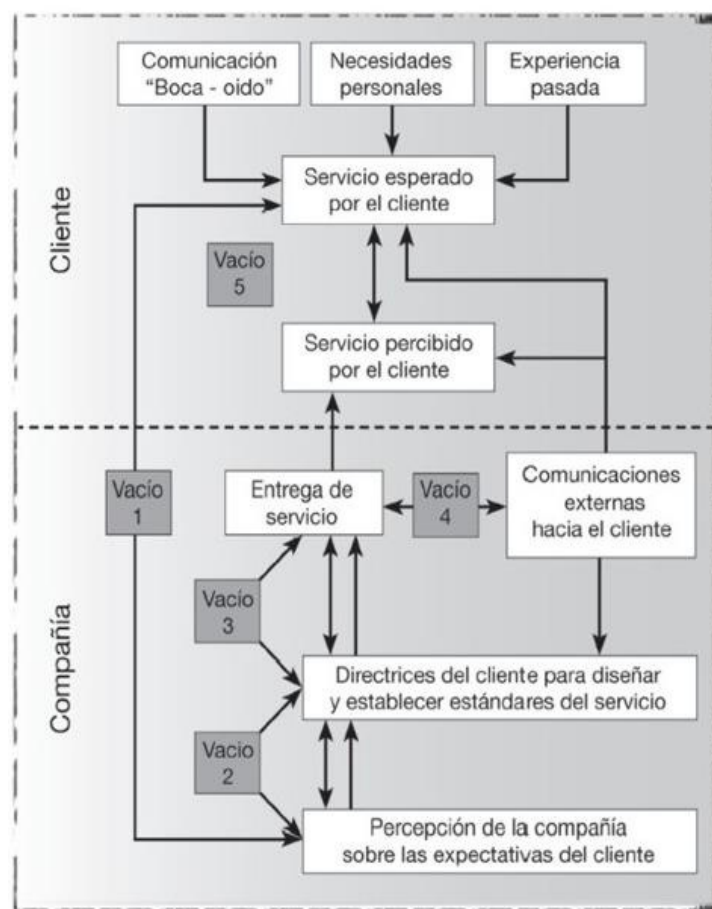 Comunicación
"Boca - oido"
Necesidades
personales
Experiencia
pasada
Servicio esperado
por el cliente
Cliente
Vacío
5
Servicio percibido
por el cliente
Vacío
1
Entrega de
servicio
Vacío
4
Comunicaciones
externas
hacia el cliente
Compañía
Vacío
3
Directrices del cliente para diseñar
y establecer estándares del servicio
Vacio
2
Percepción de la compañía
sobre las expectativas del cliente